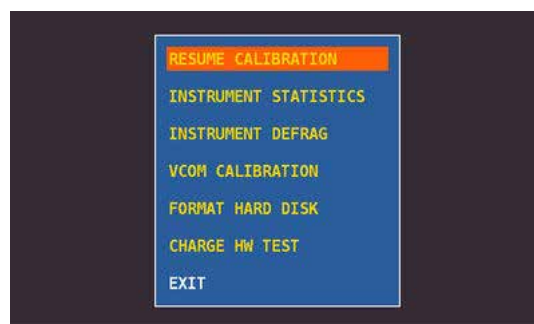 RESUME CALIBRATION
INSTRUMENT STATISTICS
INSTRUMENT DEFRAG
VCOM CALIBRATION
FORMAT HARD DISK
CHARGE HW TEST
EXIT